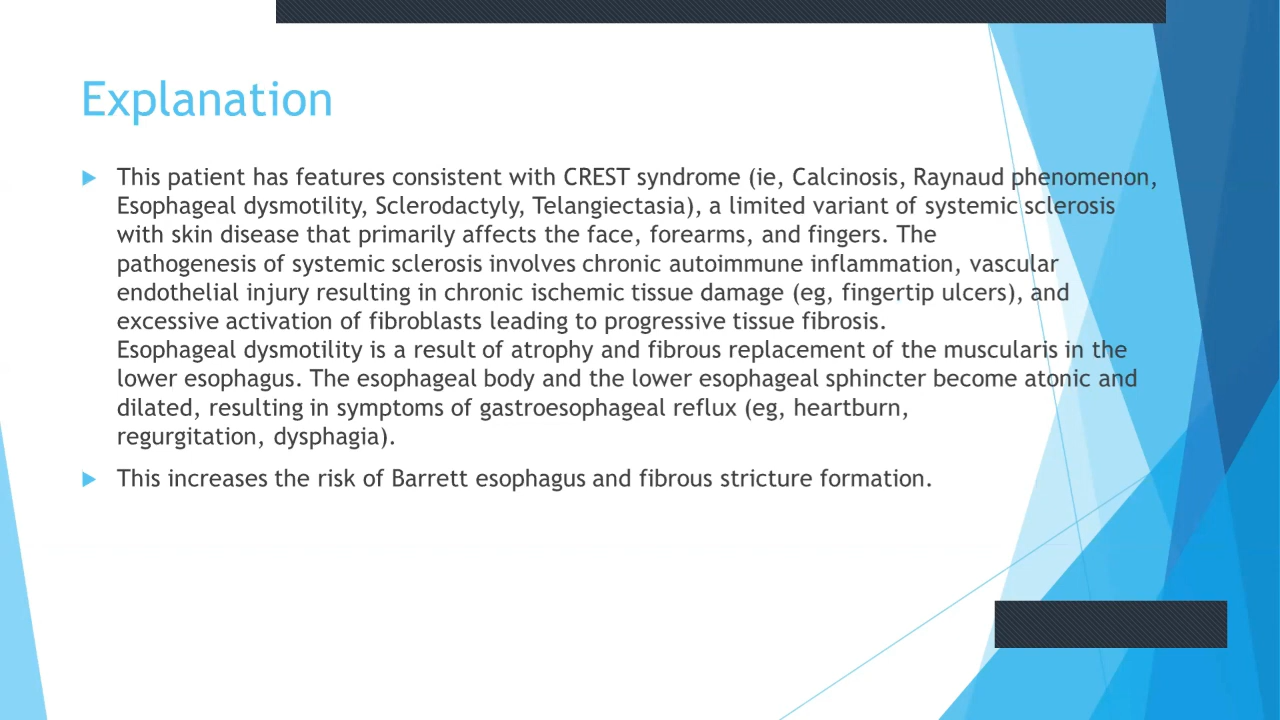 Explanation
This patient has features consistent with CREST syndrome (ie, Calcinosis, Raynaud phenomenon,
Esophageal dysmotility, Sclerodactyly, Telangiectasia), a limited variant of systemic sclerosis
with skin disease that primarily affects the face, forearms, and fingers. The
pathogenesis of systemic sclerosis involves chronic autoimmune inflammation, vascular
endothelial injury resulting in chronic ischemic tissue damage (eg, fingertip ulcers), and
excessive activation of fibroblasts leading to progressive tissue fibrosis.
Esophageal dysmotility is a result of atrophy and fibrous replacement of the muscularis in the
lower esophagus. The esophageal body and the lower esophageal sphincter become atonic and
dilated, resulting in symptoms of gastroesophageal reflux (eg, heartburn,
regurgitation, dysphagia).
This increases the risk of Barrett esophagus and fibrous stricture formation.